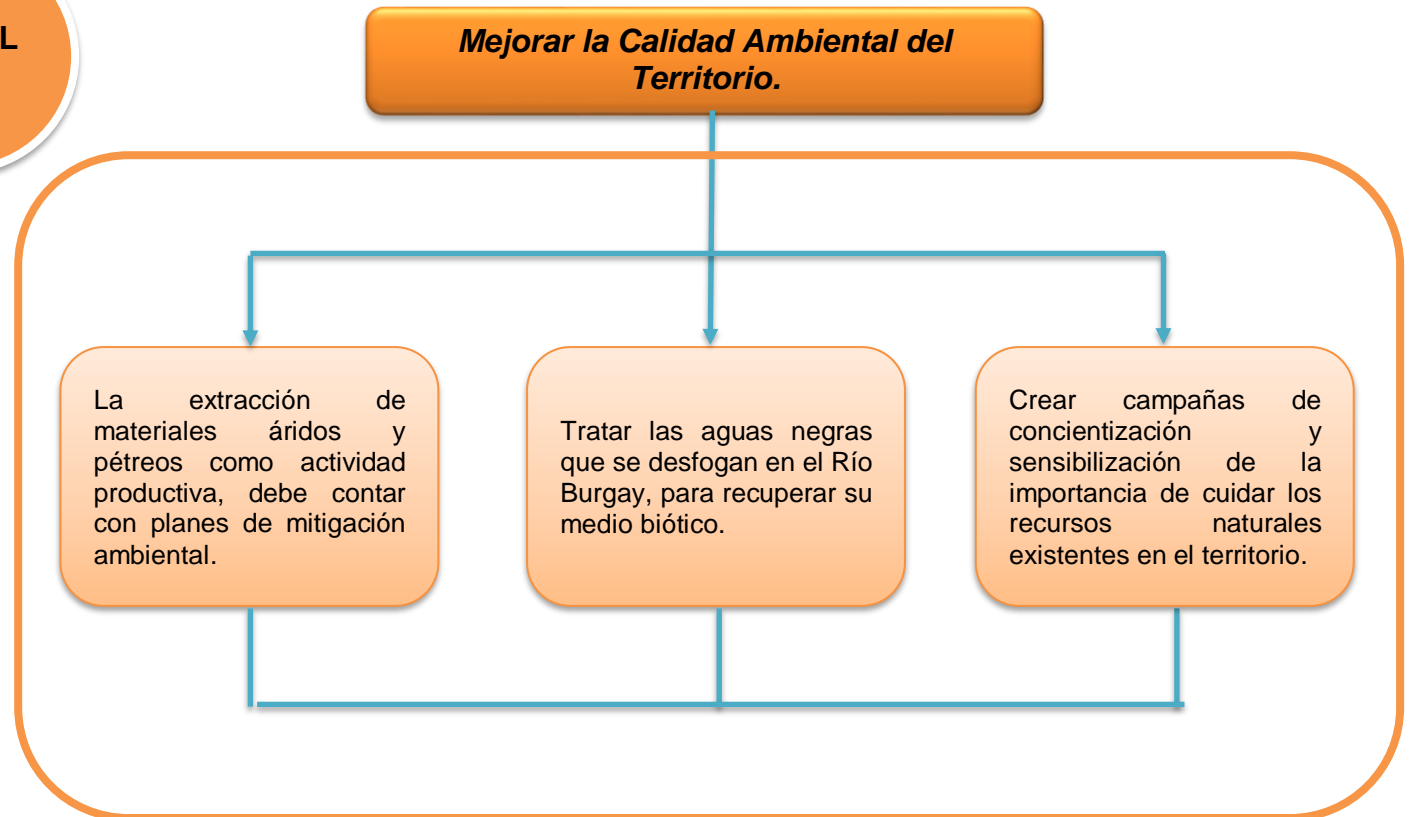 L
Mejorar la Calidad Ambiental del
Territorio.
La extracción de
materiales áridos y
pétreos como actividad
productiva, debe contar
con planes de mitigación
ambiental.
Tratar las aguas negras
que se desfogan en el Río
Burgay, para recuperar su
medio biótico.
Crear campañas de
concientización y
sensibilización de la
importancia de cuidar los
recursos naturales
existentes en el territorio.